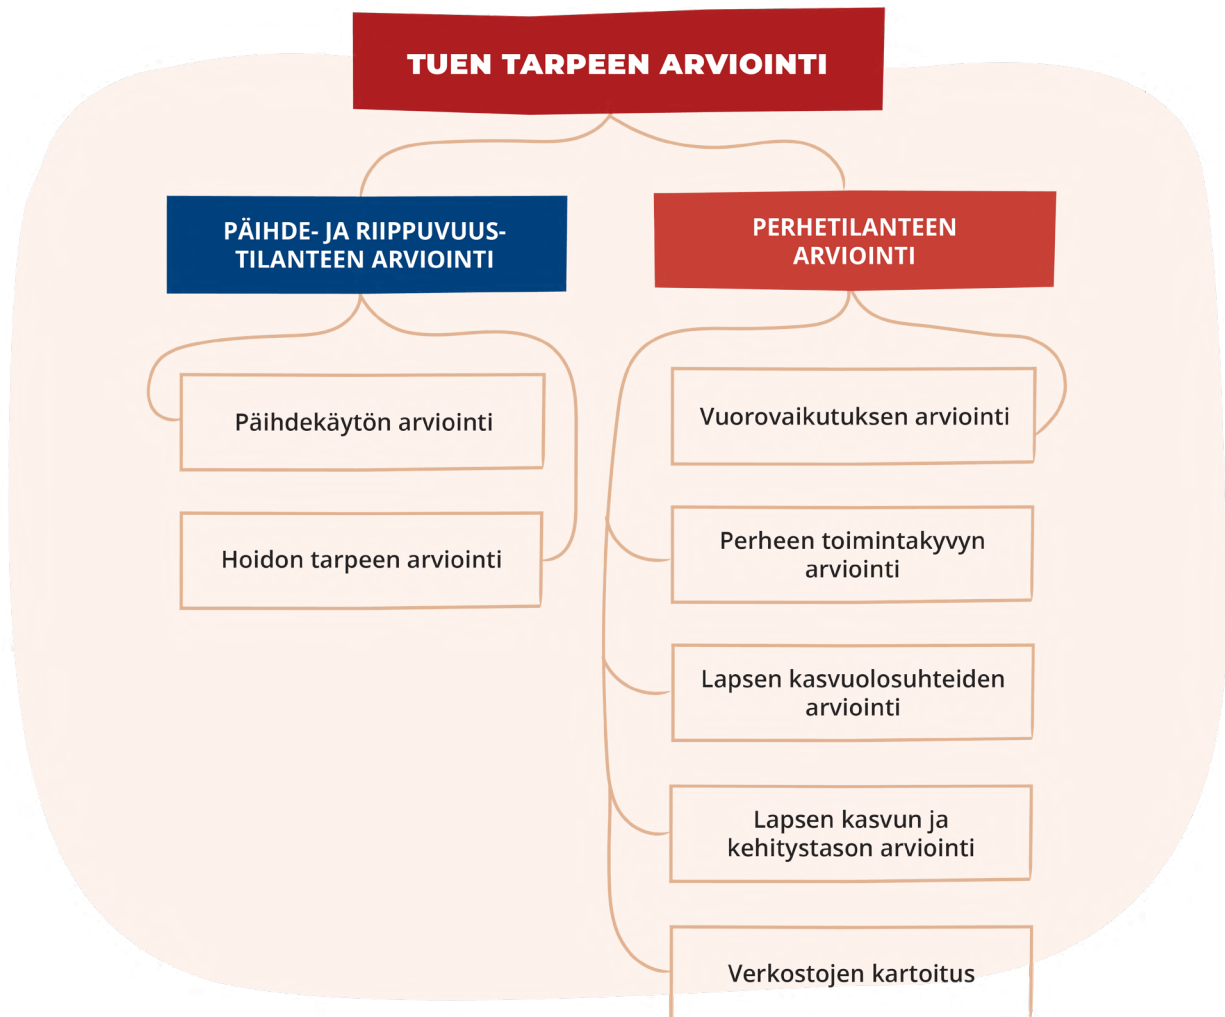 TUEN TARPEEN ARVIOINTI
PÄIHDE- JA RIIPPUVUUS-
TILANTEEN ARVIOINTI
Päihdekäytön arviointi
Hoidon tarpeen arviointi
PERHETILANTEEN
ARVIOINTI
Vuorovaikutuksen arviointi
Perheen toimintakyvyn
arviointi
Lapsen kasvuolosuhteiden
arviointi
Lapsen kasvun ja
kehitystason arviointi
Verkostojen kartoitus